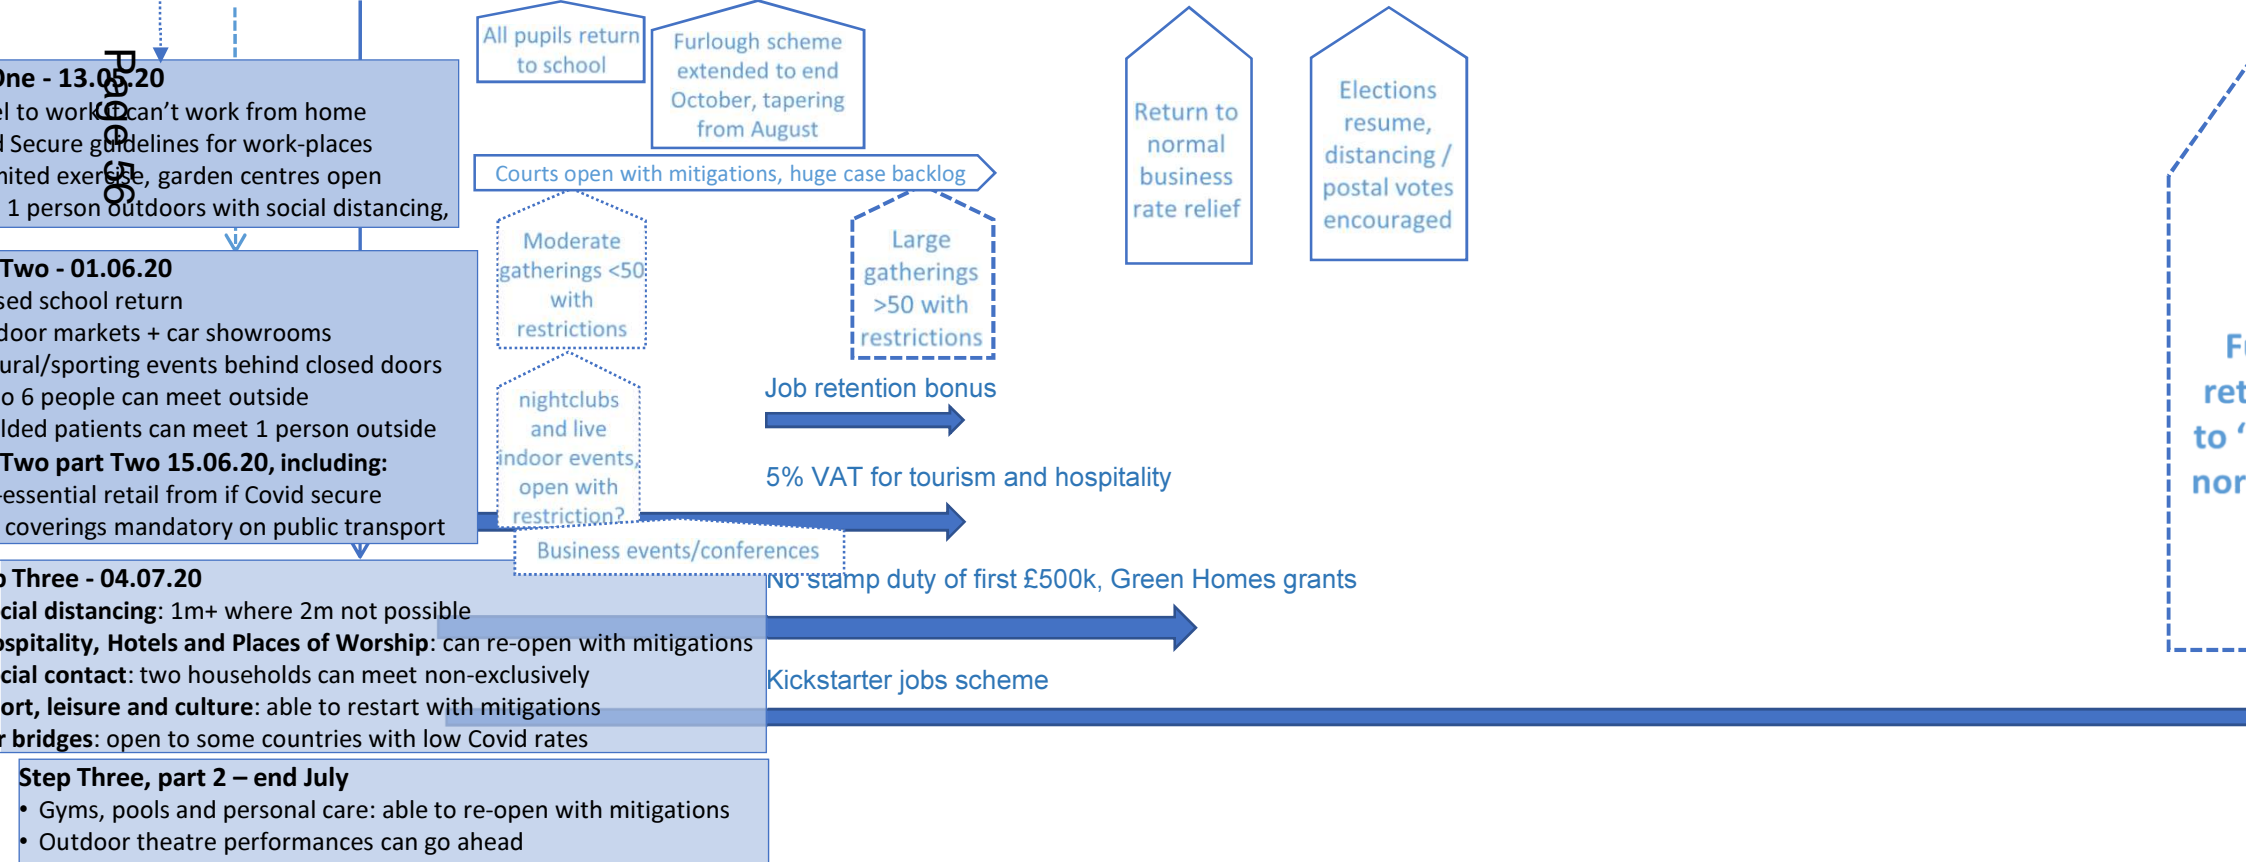 Page 56
One - 13.05.20
to work if can't work from home
Secure guidelines for work-places
exercise, garden centres open
1 person outdoors with social distancing,
Two - 01.06.20
school return
markets + car showrooms
events behind closed doors
6 people can meet outside
patients can meet 1 person outside
Two part Two 15.06.20, including:
-essential retail from if Covid secure
coverings mandatory on public transport
Three - 04.07.20
distancing: 1m+ where 2m not possible
Hotels and Places of Worship: can re-open with mitigations
contact: two households can meet non-exclusively
leisure and culture: able to restart with mitigations
bridges: open to some countries with low Covid rates
Step Three, part 2 – end July
• Gyms, pools and personal care: able to re-open with mitigations
• Outdoor theatre performances can go ahead
All pupils return
to school
Furlough scheme
extended to end
October, tapering
from August
Courts open with mitigations, huge case backlog
Moderate
gatherings <50
with
restrictions
Large
gatherings
>50 with
restrictions
nightclubs
and live
indoor events,
open with
restriction?
Business events/conferences
Return to
normal
business
rate relief
Elections
resume,
distancing /
postal votes
encouraged
Job retention bonus
5% VAT for tourism and hospitality
No stamp duty of first £500k, Green Homes grants
Kickstarter jobs scheme
to '